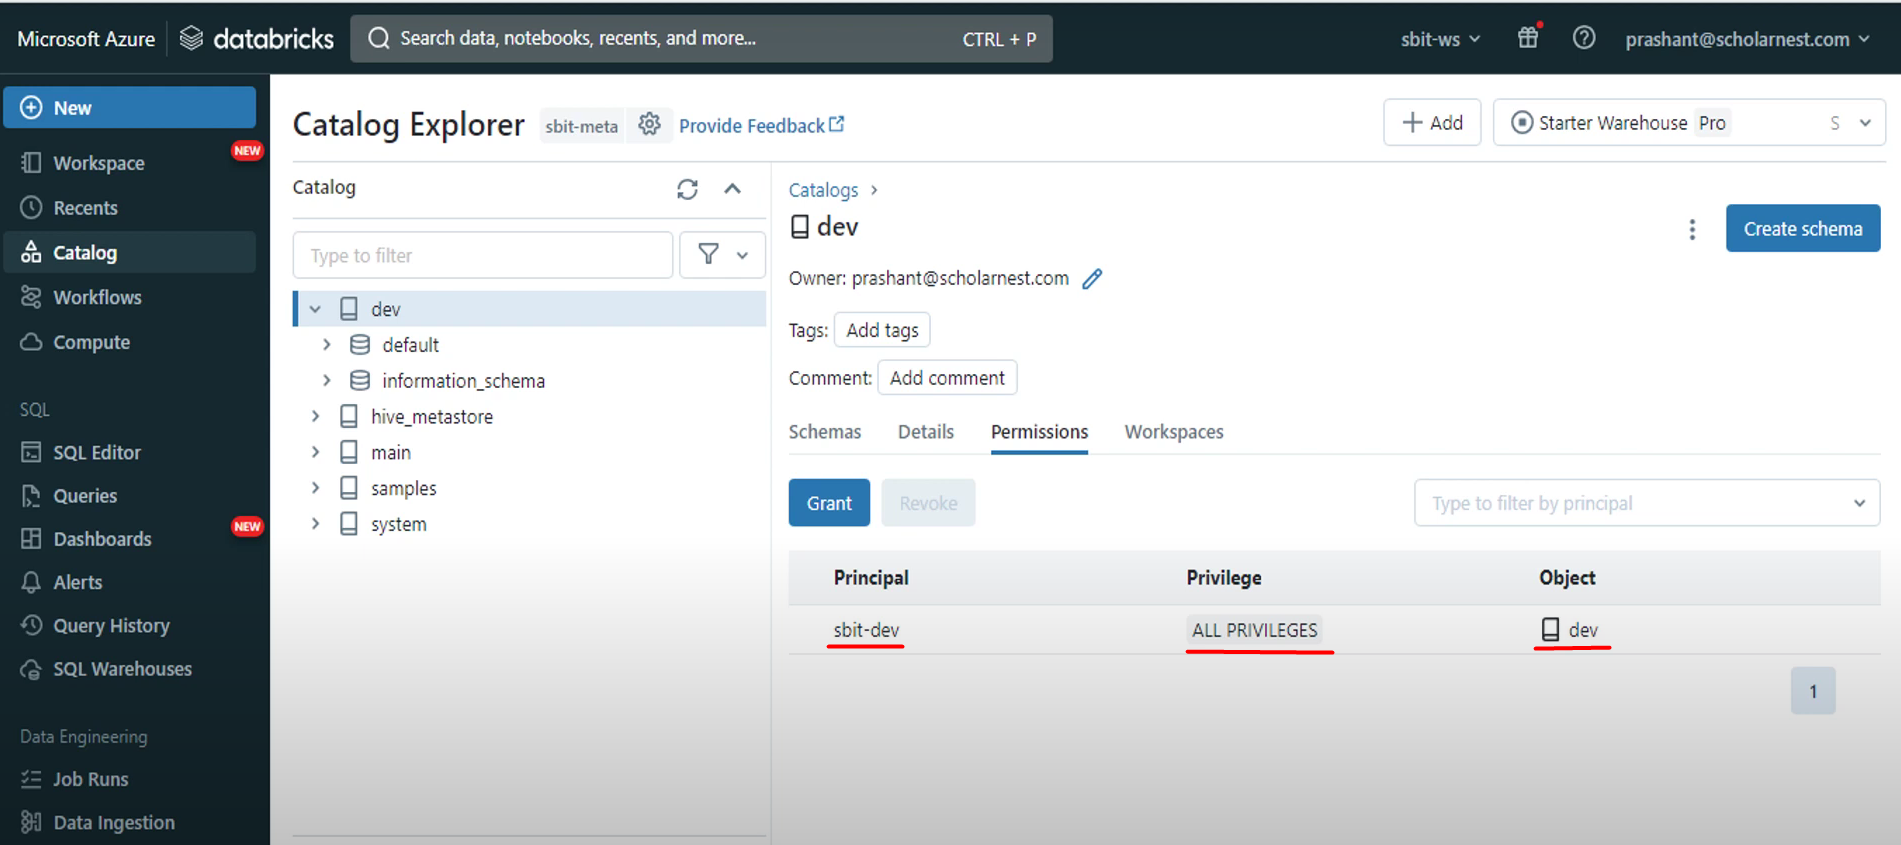 Microsoft Azure databricks Search data, notebooks, recents, and more... CTRL + P sbit-ws prashant@scholarnest.com
New
Workspace NEW
Recents
Catalog
Workflows
Compute
SQL
SQL Editor
Queries
Dashboards NEW
Alerts
Query History
SQL Warehouses
Data Engineering
Job Runs
Data Ingestion
Catalog Explorer sbit-meta Provide Feedback + Add Starter Warehouse Pro S
Catalog
Type to filter
dev
default
information_schema
hive_metastore
main
samples
system
Catalogs >
dev Create schema
Owner: prashant@scholarnest.com
Tags: Add tags
Comment: Add comment
Schemas Details Permissions Workspaces
Grant Revoke Type to filter by principal
Principal Privilege Object
sbit-dev ALL PRIVILEGES dev
1